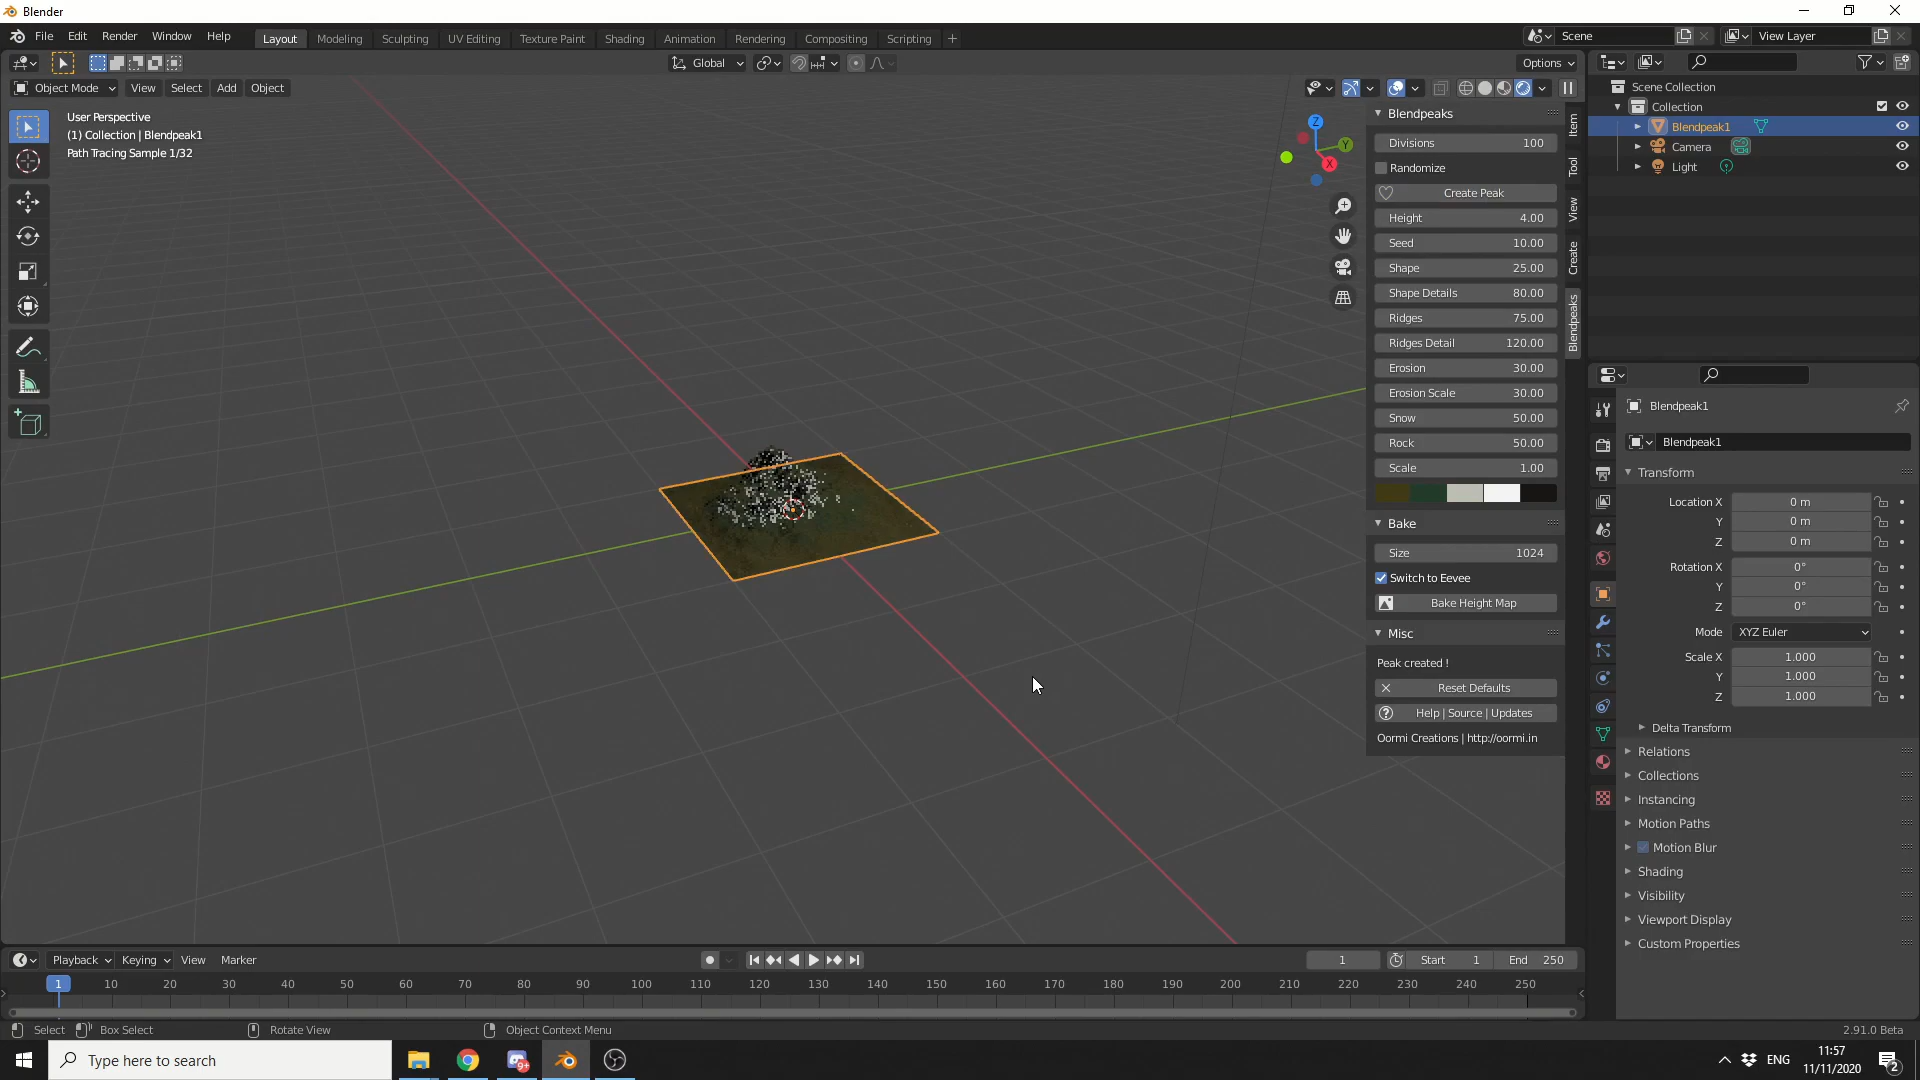 Blender
File Edit Render Window Help
Layout Modeling Sculpting UV Editing Texture Paint Shading Animation Rendering Compositing Scripting
Scene
View Layer
Global
Options
Object Mode View Select Add Object
User Perspective
(1) Collection | Blendpeak1
Path Tracing Sample 1/32
Z
Y
X
Blendpeaks
Divisions 100
Randomize
Create Peak
Height 4.00
Seed 10.00
Shape 25.00
Shape Details 80.00
Ridges 75.00
Ridges Detail 120.00
Erosion 30.00
Erosion Scale 30.00
Snow 50.00
Rock 50.00
Scale 1.00
Bake
Size 1024
Switch to Eevee
Bake Height Map
Misc
Peak created !
Reset Defaults
Help | Source | Updates
Oormi Creations | http://oormi.in
Item
Tool
View
Create
Blendpeaks
Scene Collection
Collection
Blendpeak1
Camera
Light
Blendpeak1
Blendpeak1
Transform
Location X 0 m
Y 0 m
Z 0 m
Rotation X 0°
Y 0°
Z 0°
Mode XYZ Euler
Scale X 1.000
Y 1.000
Z 1.000
Delta Transform
Relations
Collections
Instancing
Motion Paths
Motion Blur
Shading
Visibility
Viewport Display
Custom Properties
Playback Keying View Marker
1 Start 1 End 250
1 10 20 30 40 50 60 70 80 90 100 110 120 130 140 150 160 170 180 190 200 210 220 230 240 250
Select Box Select Rotate View Object Context Menu 2.91.0 Beta
Type here to search
9+
ENG
11:57
11/11/2020
2